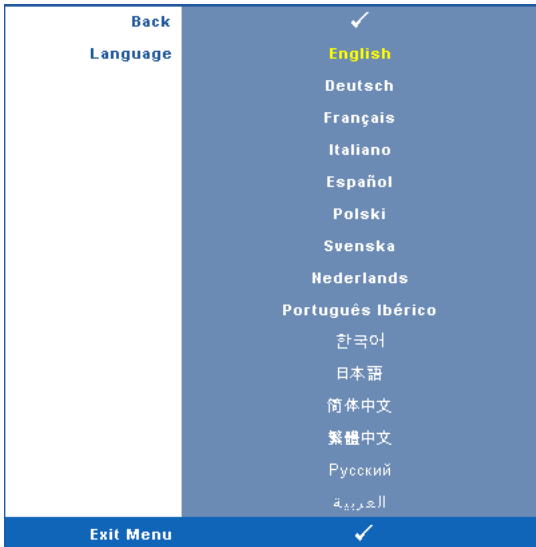 Back ✓
Language English
Deutsch
Français
Italiano
Español
Polski
Svenska
Nederlands
Português Ibérico
한국어
日本語
简体中文
繁體中文
Русский
العربية
Exit Menu ✓